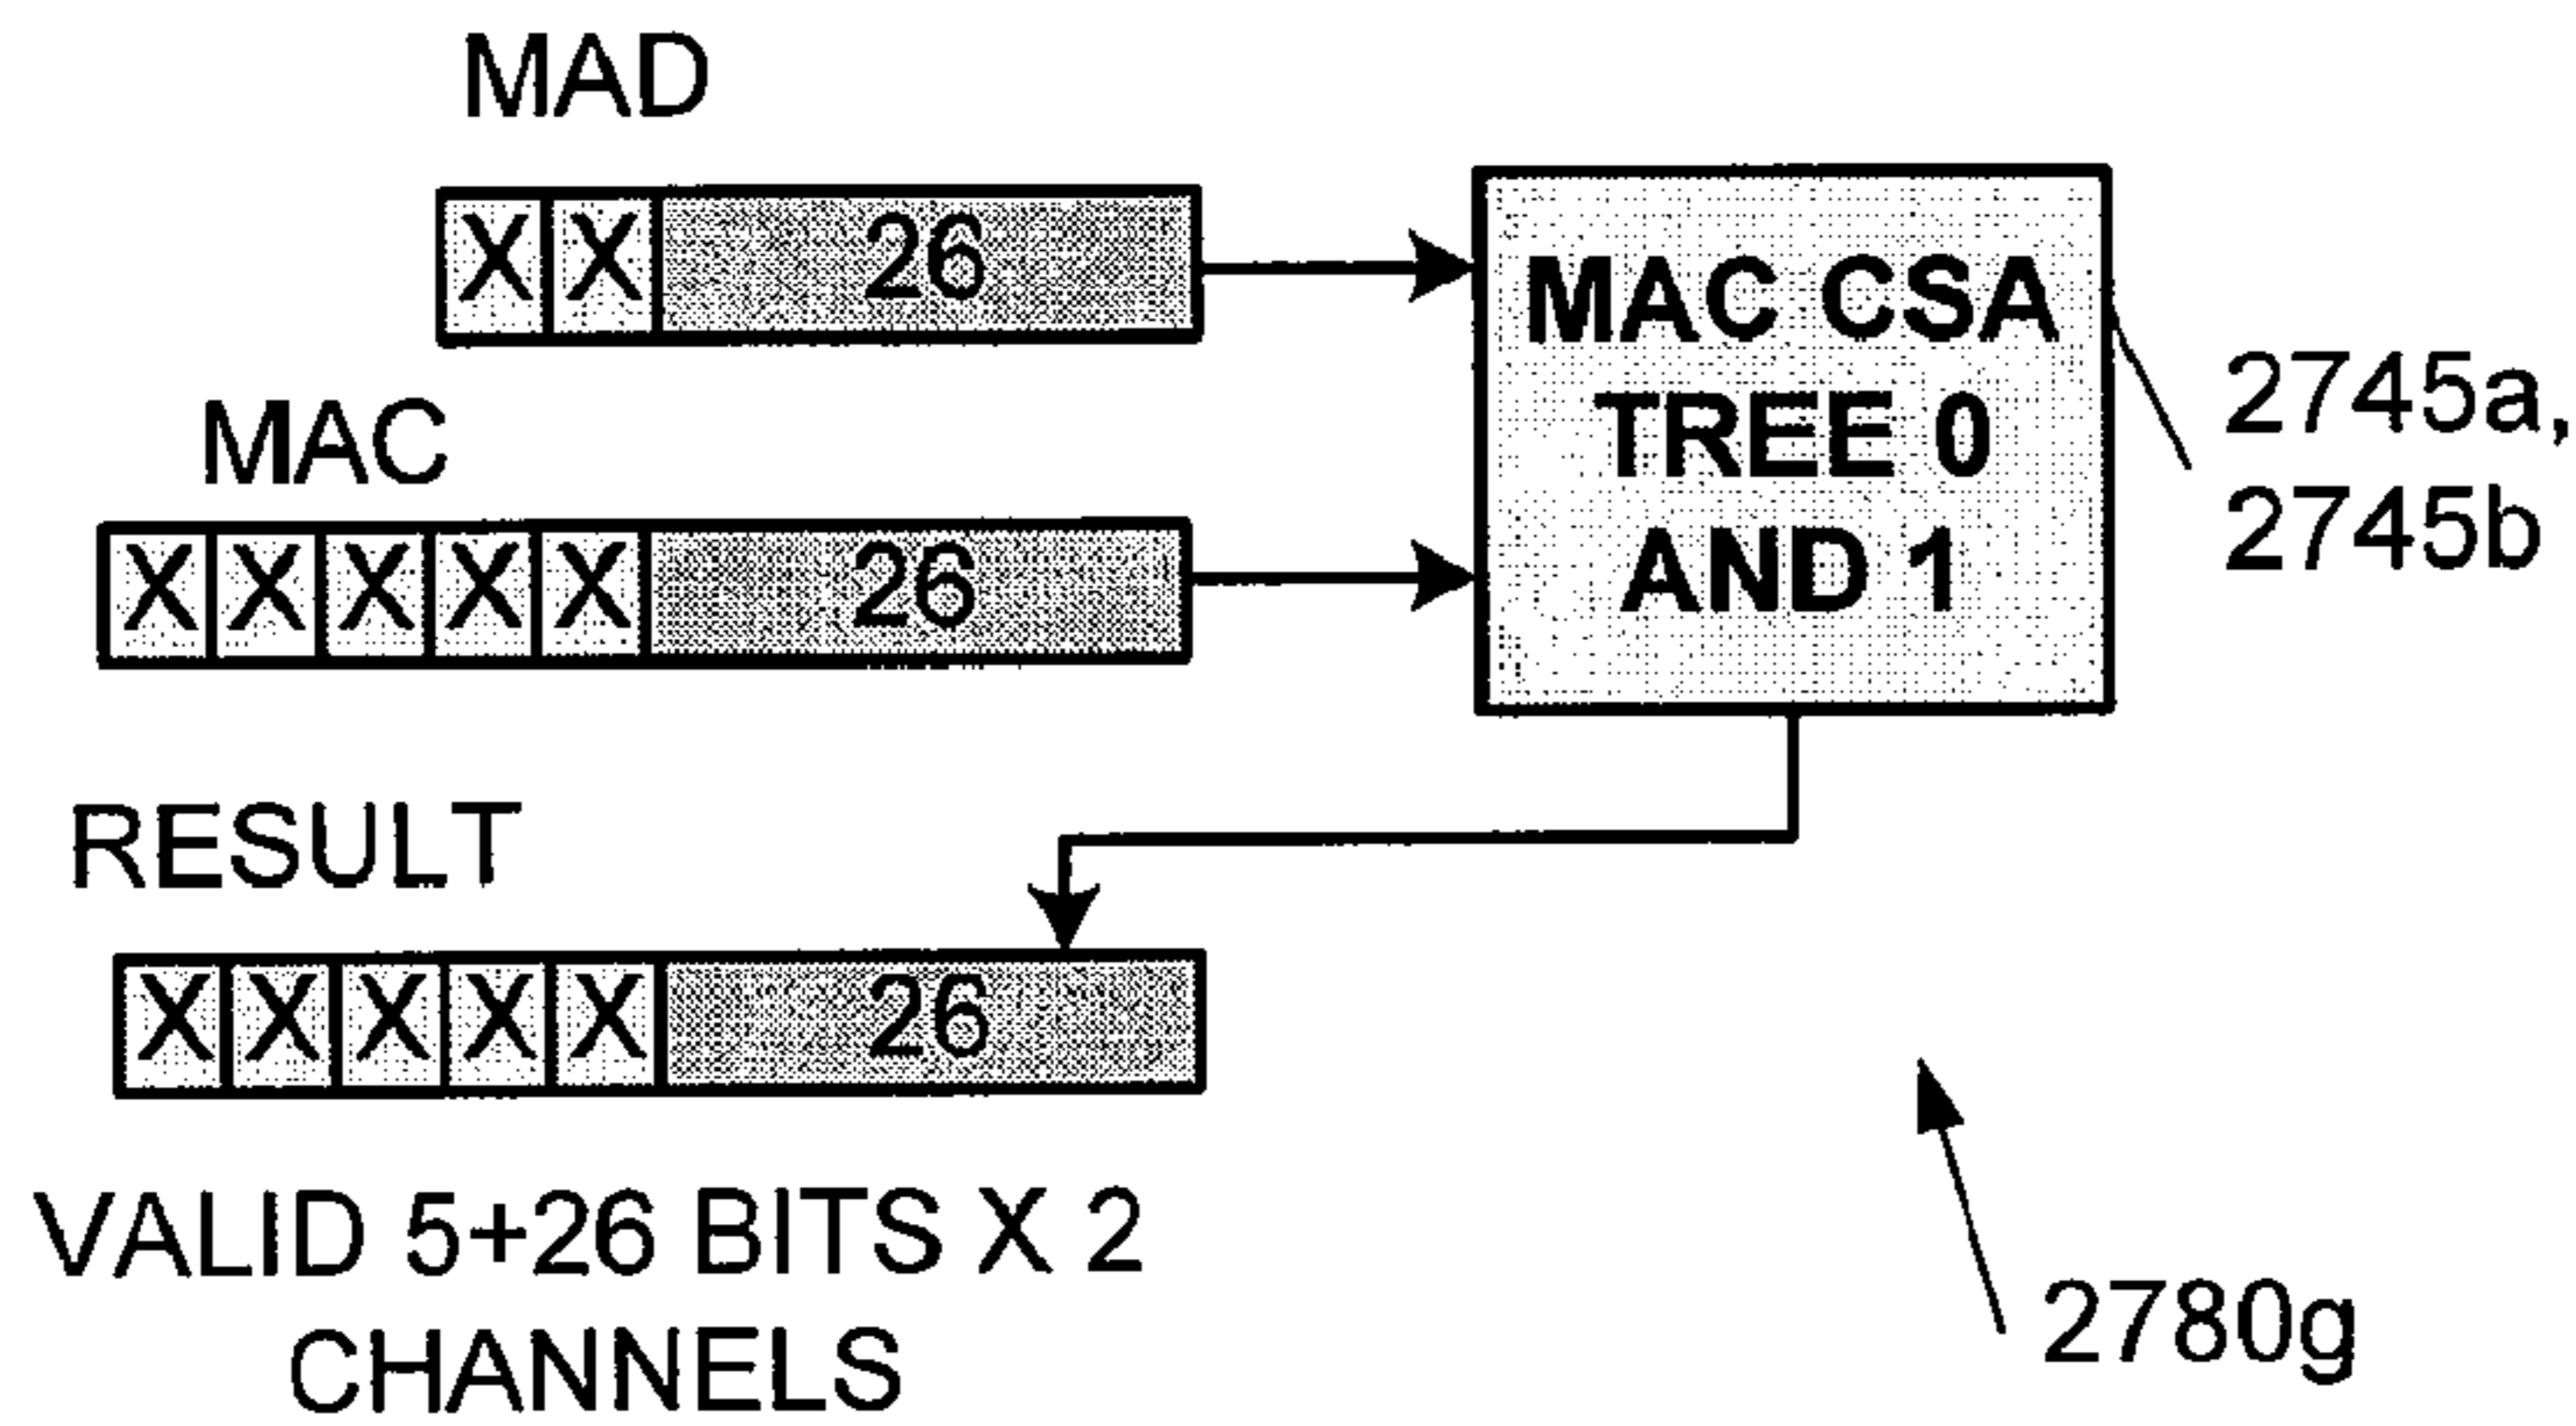 MAD
X X 26
MAC CSA
TREE 0
AND 1
2745a,
2745b
MAC
X X X X X 26
RESULT
X X X X X 26
VALID 5+26 BITS X 2
CHANNELS
2780g